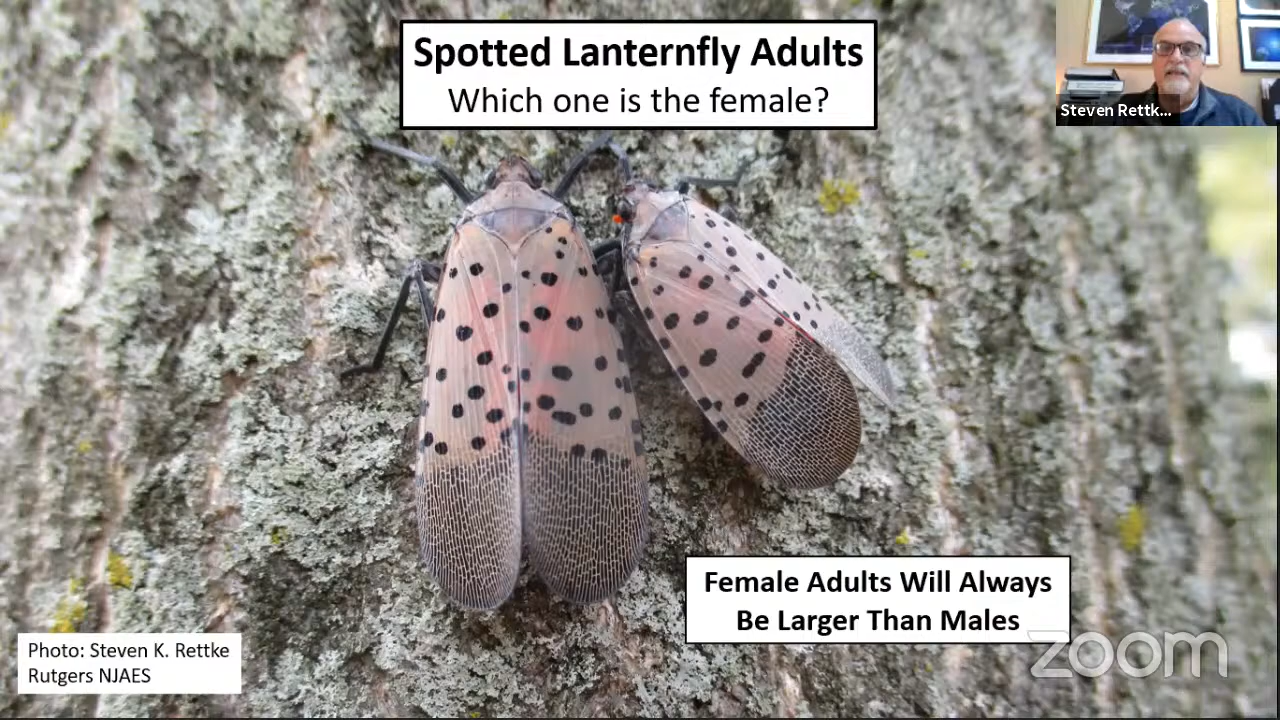 Spotted Lanternfly Adults
Which one is the female?
Steven Rettk...
Female Adults Will Always
Be Larger Than Males
Photo: Steven K. Rettke
Rutgers NJAES
zoom